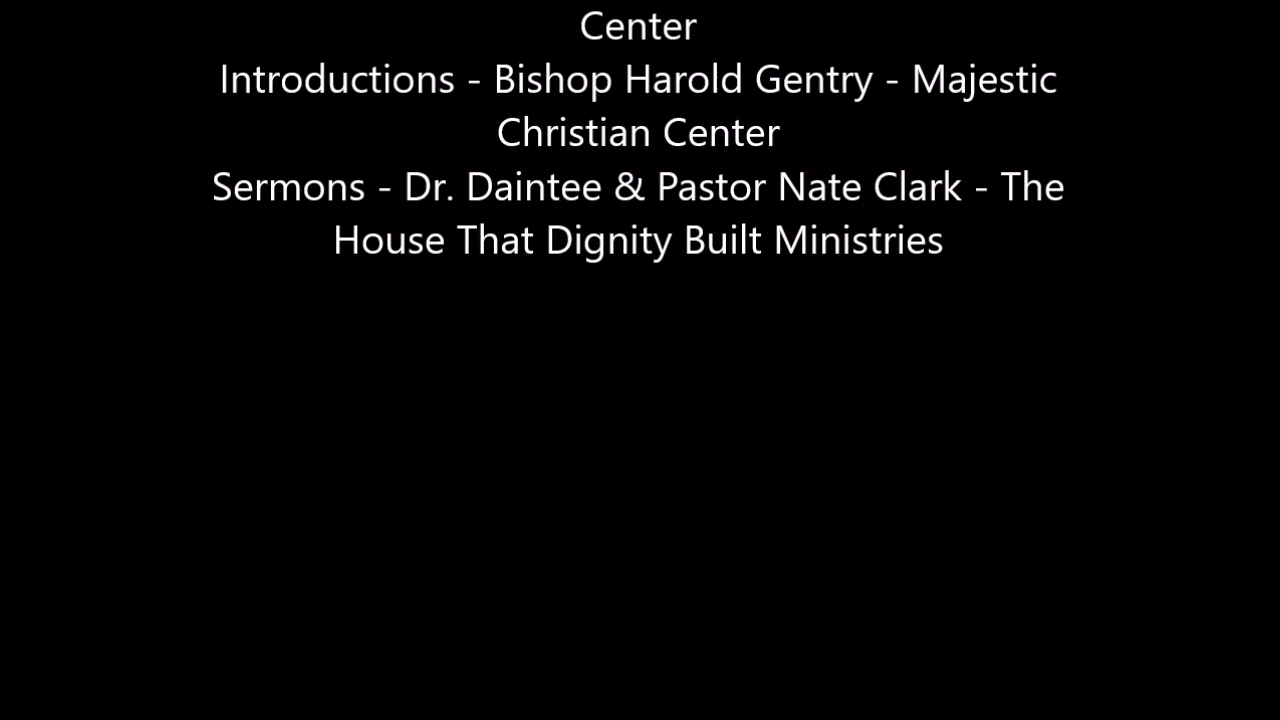 Center
Introductions - Bishop Harold Gentry - Majestic
Christian Center
Sermons - Dr. Daintee & Pastor Nate Clark - The
House That Dignity Built Ministries